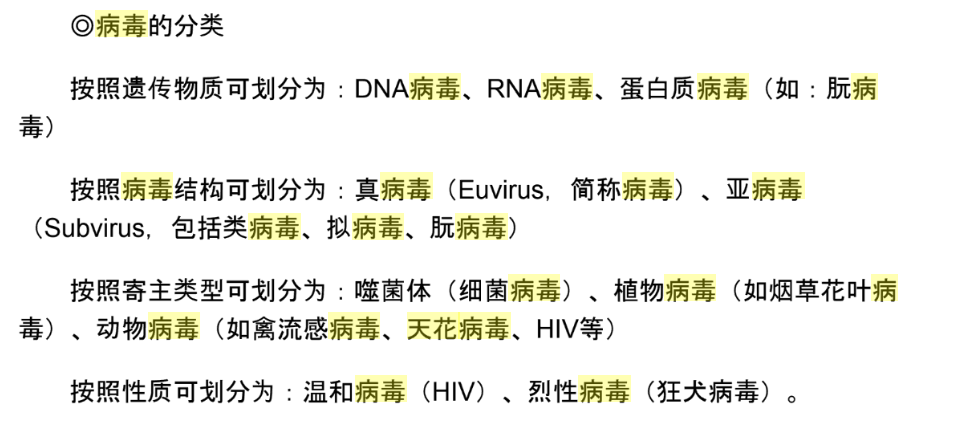 ◎病毒的分类
按照遗传物质可划分为：DNA病毒、RNA病毒、蛋白质病毒（如：朊病
毒）
按照病毒结构可划分为：真病毒（Euvirus，简称病毒）、亚病毒
（Subvirus，包括类病毒、拟病毒、朊病毒）
按照寄主类型可划分为：噬菌体（细菌病毒）、植物病毒（如烟草花叶病
毒）、动物病毒（如禽流感病毒、天花病毒、HIV等）
按照性质可划分为：温和病毒（HIV）、烈性病毒（狂犬病毒）。